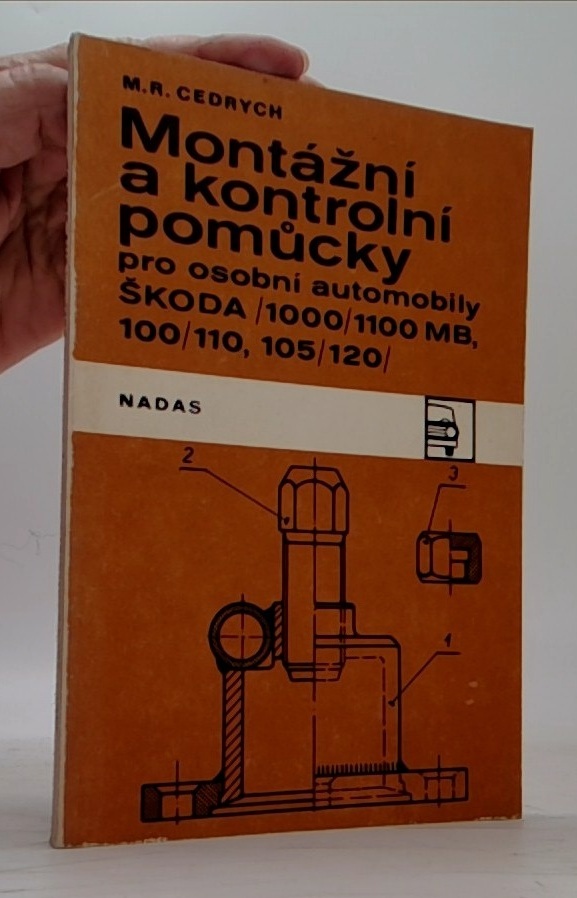 M.R. CEDRYCH
Montážní
a kontrolní
pomůcky
pro osobní automobily
ŠKODA /1000/1100 MB,
100/110, 105/120/
NADAS
2
3
1